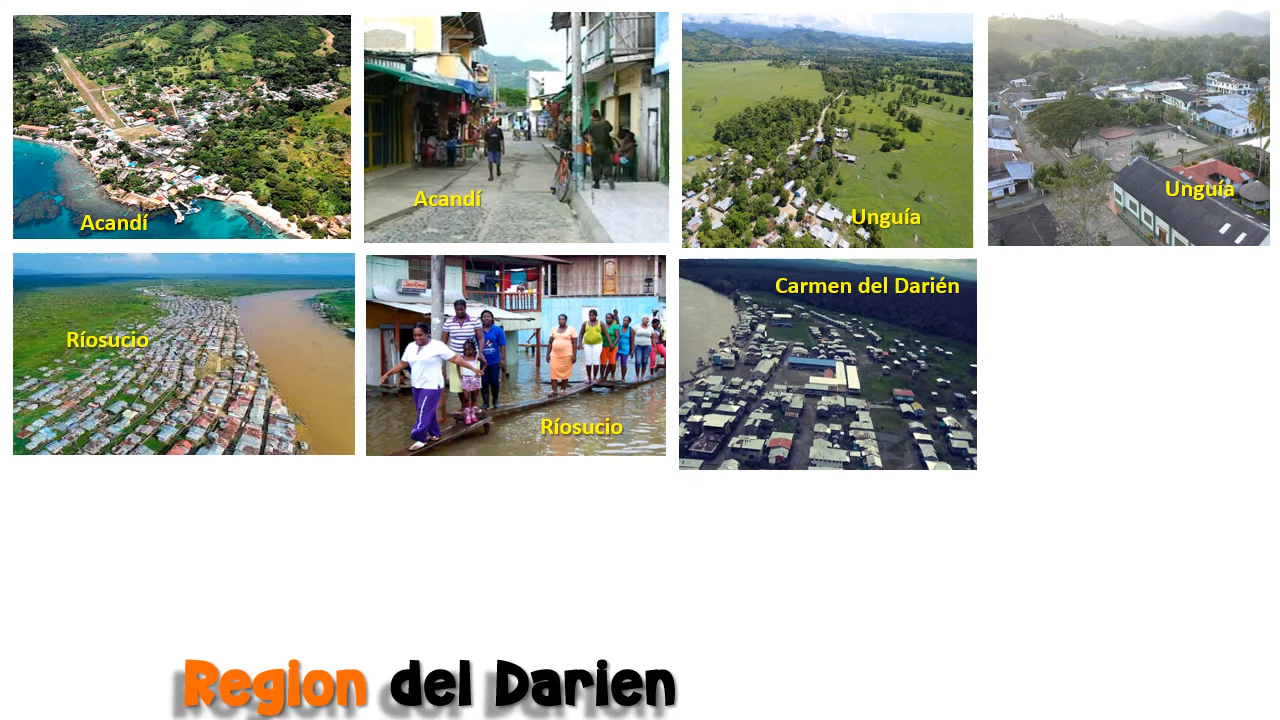 Acandí
Acandí
Unguía
Unguía
Ríosucio
Ríosucio
Carmen del Darién
Region del Darien